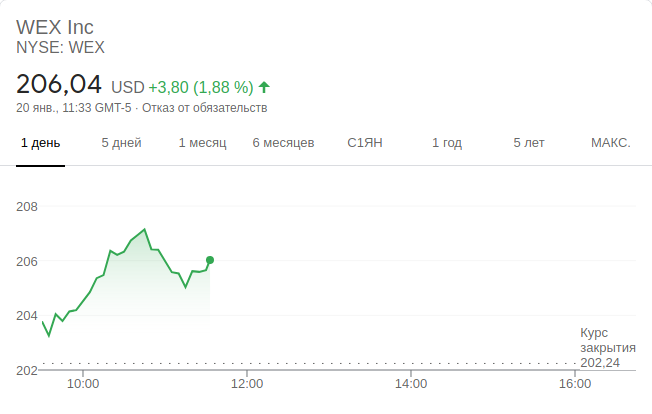 WEX Inc
NYSE: WEX
206,04 USD +3,80 (1,88 %)
20 янв., 11:33 GMT-5 · Отказ от обязательств
1 день 5 дней 1 месяц 6 месяцев С1ЯН 1 год 5 лет МАКС.
208
206
204
Курс
закрытия
202,24
202
10:00 12:00 14:00 16:00